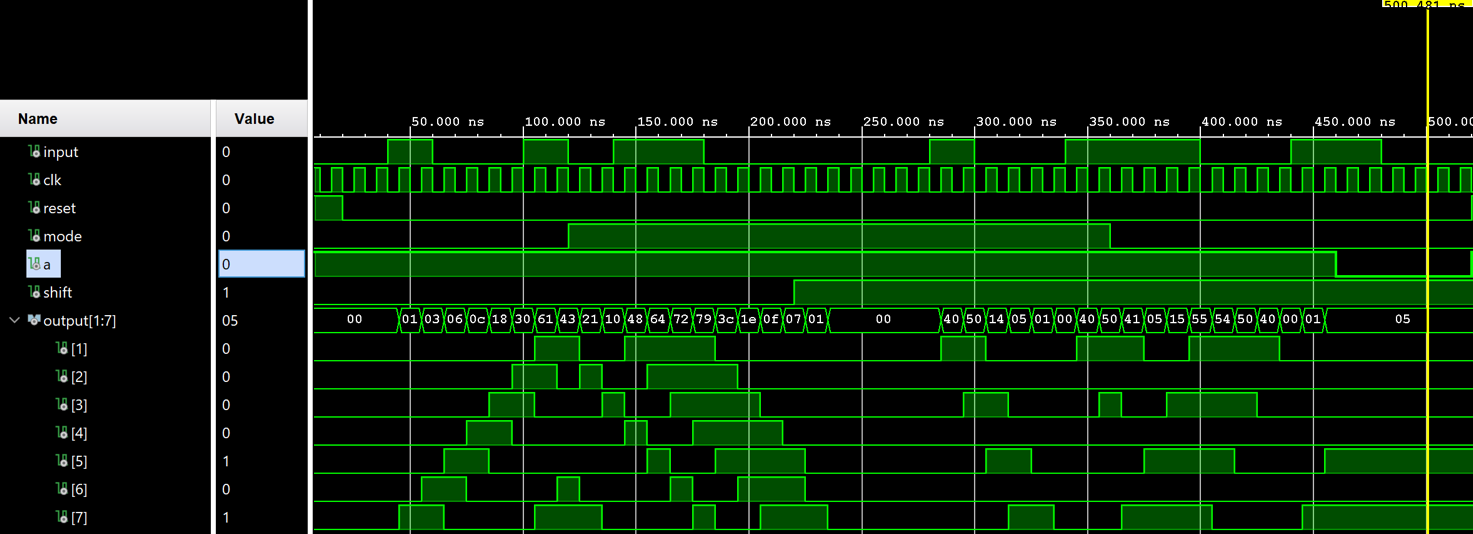 500.481 ns
Name Value
50.000 ns 100.000 ns 150.000 ns 200.000 ns 250.000 ns 300.000 ns 350.000 ns 400.000 ns 450.000 ns 500.0
input 0
clk 0
reset 0
mode 0
a 0
shift 1
output[1:7] 05 00 01 03 06 0c 18 30 61 43 21 10 48 64 72 79 3c 1e 0f 07 01 00 40 50 14 05 01 00 40 50 41 05 15 55 54 50 40 00 01 05
[1] 0
[2] 0
[3] 0
[4] 0
[5] 1
[6] 0
[7] 1